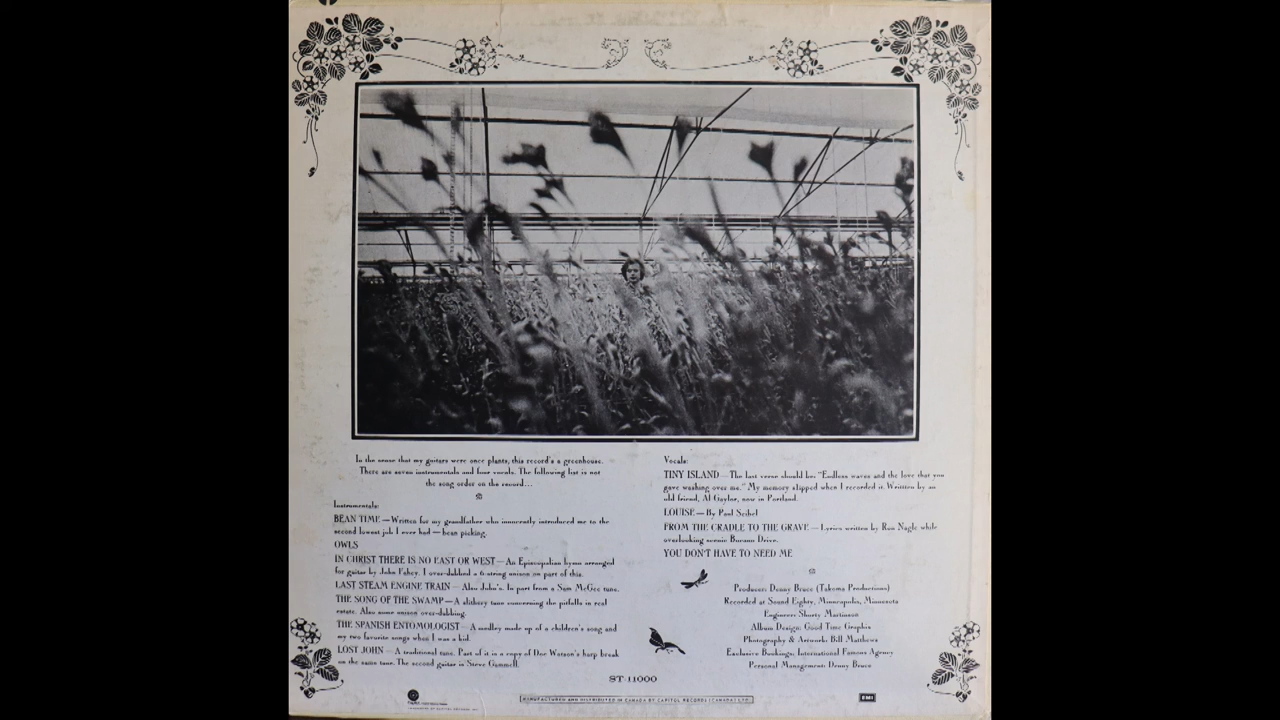 In the sense that my guitars were once plants, this record's a greenhouse.
There are seven instrumentals and four vocals. The following list is not
the song order on the record...
Instrumentals:
BEAN TIME—Written for my grandfather who innocently introduced me to the
second lowest job I ever had—bean picking.
OWLS
IN CHRIST THERE IS NO EAST OR WEST—An Episcopalian hymn arranged
for guitar by John Fahey. I over-dubbed a 6-string unison on part of this.
LAST STEAM ENGINE TRAIN—Also John's. In part from a Sam McGee tune.
THE SONG OF THE SWAMP—A slithery tune concerning the pitfalls in real
estate. Also some unison over-dubbing.
THE SPANISH ENTOMOLOGIST—A medley made up of a children's song and
my two favorite songs when I was a kid.
LOST JOHN—A traditional tune. Part of it is a copy of Doc Watson's harp break
on the same tune. The second guitar is Steve Gammell.
Vocals:
TINY ISLAND—The last verse should be: "Endless waves and the love that you
gave washing over me." My memory slipped when I recorded it. Written by an
old friend, Al Gaylor, now in Portland.
LOUISE—By Paul Seibel
FROM THE CRADLE TO THE GRAVE—Lyrics written by Ron Nagle while
overlooking scenic Burano Drive.
YOU DON'T HAVE TO NEED ME
Producer: Denny Bruce (Takoma Productions)
Recorded at Sound Eighty, Minneapolis, Minnesota
Engineer: Shorty Martinson
Album Design: Good Time Graphis
Photography & Artwork: Bill Matthews
Exclusive Bookings: International Famous Agency
Personal Management: Denny Bruce
ST-11000
MANUFACTURED AND DISTRIBUTED IN CANADA BY CAPITOL RECORDS (CANADA) LTD.
EMI